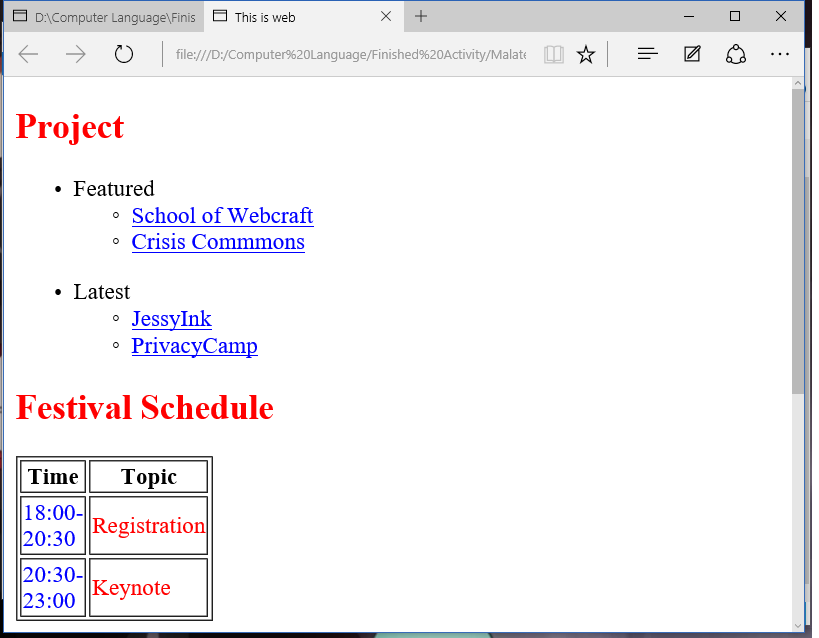 D:\Computer Language\Finis
This is web
file:///D:/Computer%20Language/Finished%20Activity/Malate
Project
• Featured
◦ School of Webcraft
◦ Crisis Commmons
• Latest
◦ JessyInk
◦ PrivacyCamp
Festival Schedule
Time Topic
18:00-
20:30
Registration
20:30-
23:00
Keynote